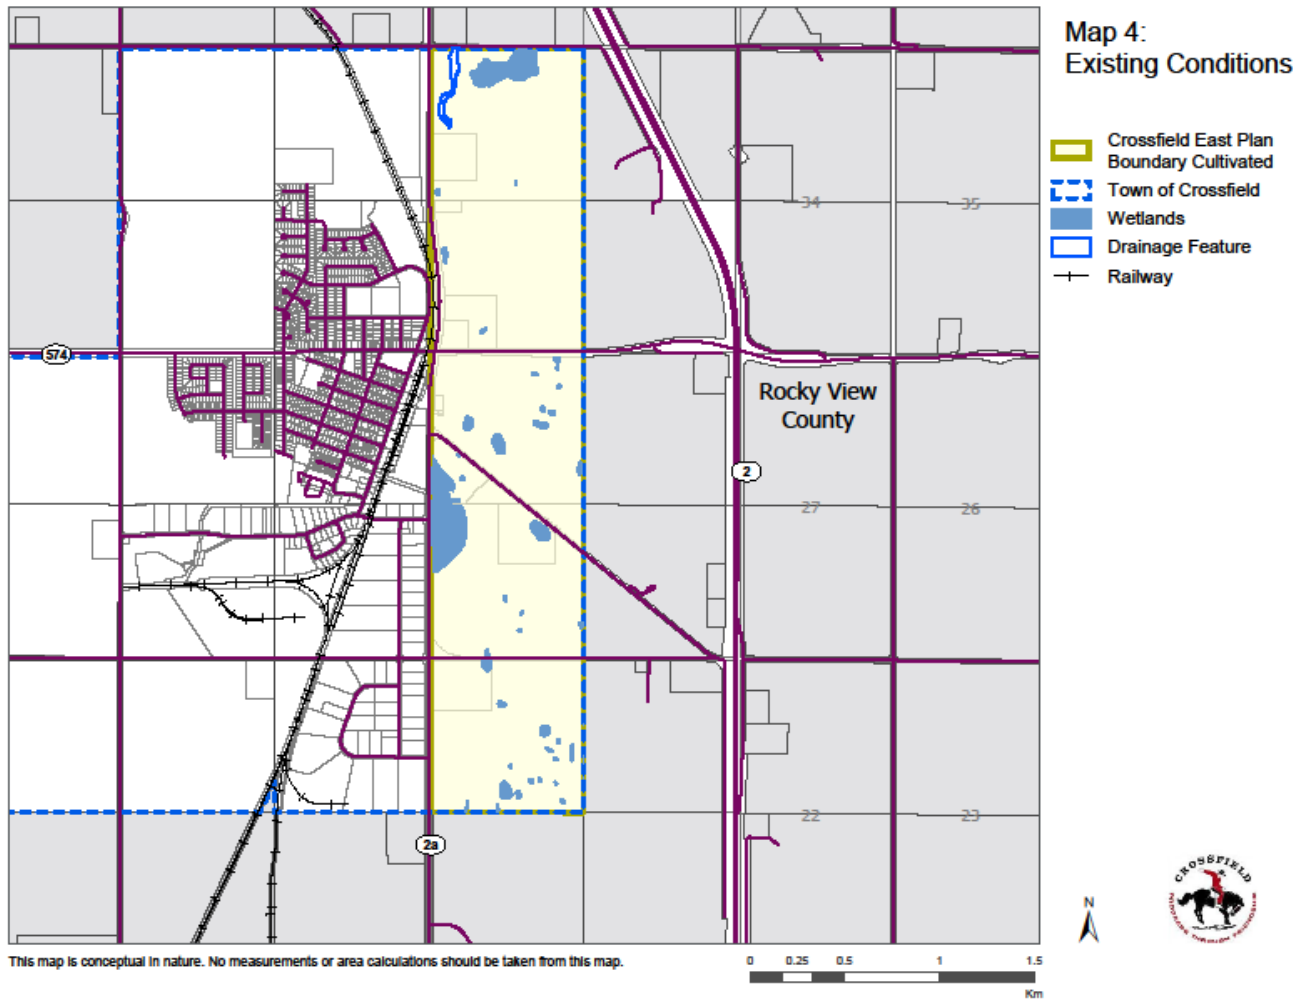 Map 4:
Existing Conditions
Crossfield East Plan
Boundary Cultivated
Town of Crossfield
Wetlands
Drainage Feature
Railway
34
35
574
Rocky View
County
2
27
26
22
23
2a
CROSSFIELD
N
This map is conceptual in nature. No measurements or area calculations should be taken from this map.
0 0.25 0.5 1 1.5
Km